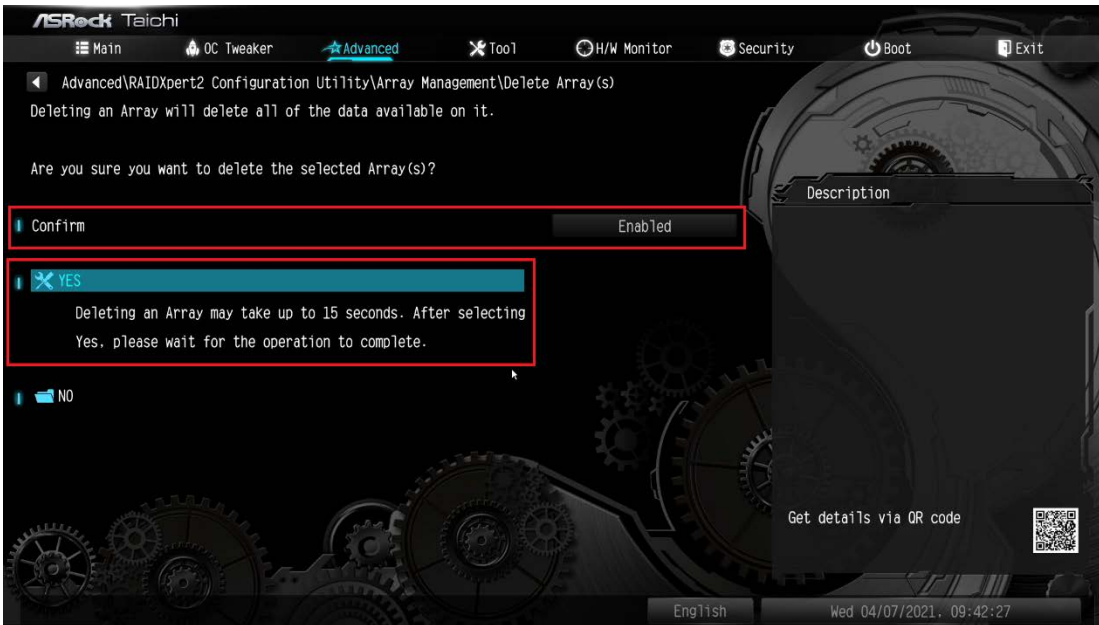 ASRock Taichi
Main OC Tweaker Advanced Tool H/W Monitor Security Boot Exit
Advanced\RAIDXpert2 Configuration Utility\Array Management\Delete Array(s)
Deleting an Array will delete all of the data available on it.
Are you sure you want to delete the selected Array(s)?
Description
Confirm Enabled
YES
Deleting an Array may take up to 15 seconds. After selecting
Yes, please wait for the operation to complete.
NO
Get details via QR code
English Wed 04/07/2021. 09:42:27